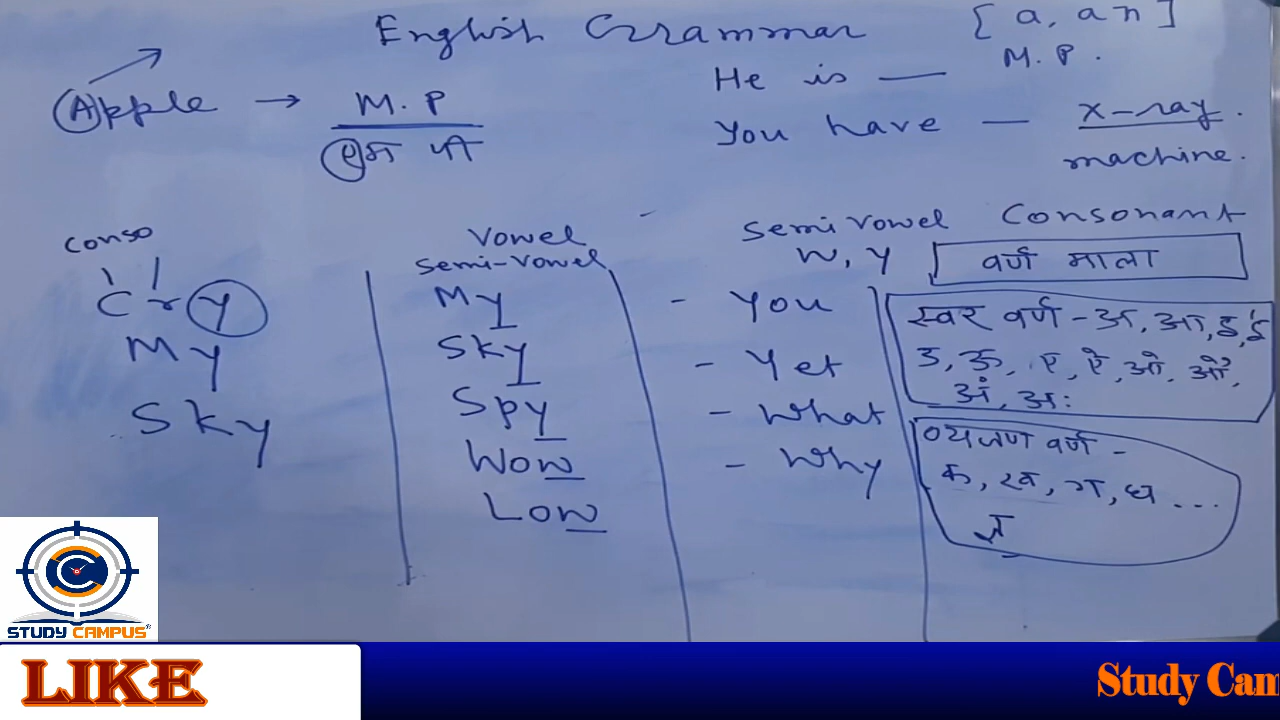 English Grammar [a, an]
Apple → M.P
एम पी
He is — M.P.
You have — x-ray.
machine.
Conso
Cry
My
Sky
Vowel
Semi-Vowel
My
Sky
Spy
Wow
Low
Semi Vowel
W, Y
- You
- Yet
- What
- Why
Consonant
वर्ण माला
स्वर वर्ण - अ, आ, इ, ई
उ, ऊ, ए, ऐ, ओ, औ,
अं, अः
व्यजण वर्ण -
क, ख, ग, घ ...
STUDY CAMPUS®
LIKE
Study Cam